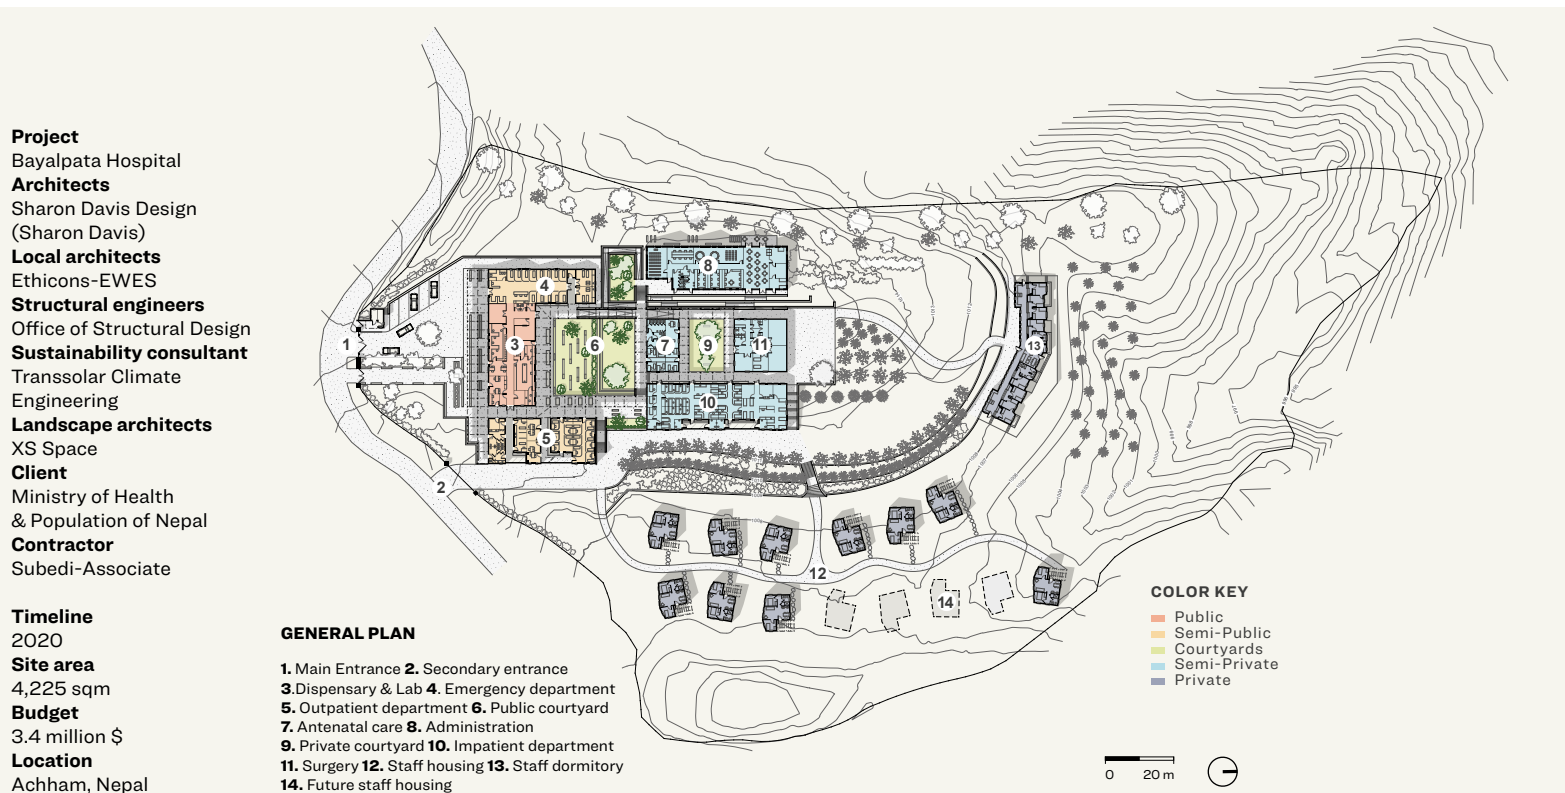 Project
Bayalpata Hospital
Architects
Sharon Davis Design
(Sharon Davis)
Local architects
Ethicons-EWES
Structural engineers
Office of Structural Design
Sustainability consultant
Transsolar Climate
Engineering
Landscape architects
XS Space
Client
Ministry of Health
& Population of Nepal
Contractor
Subedi-Associate
Timeline
2020
Site area
4,225 sqm
Budget
3.4 million $
Location
Achham, Nepal
1
2
3
4
5
6
7
8
9
10
11
12
13
14
GENERAL PLAN
1. Main Entrance 2. Secondary entrance
3.Dispensary & Lab 4. Emergency department
5. Outpatient department 6. Public courtyard
7. Antenatal care 8. Administration
9. Private courtyard 10. Impatient department
11. Surgery 12. Staff housing 13. Staff dormitory
14. Future staff housing
COLOR KEY
Public
Semi-Public
Courtyards
Semi-Private
Private
0 20 m